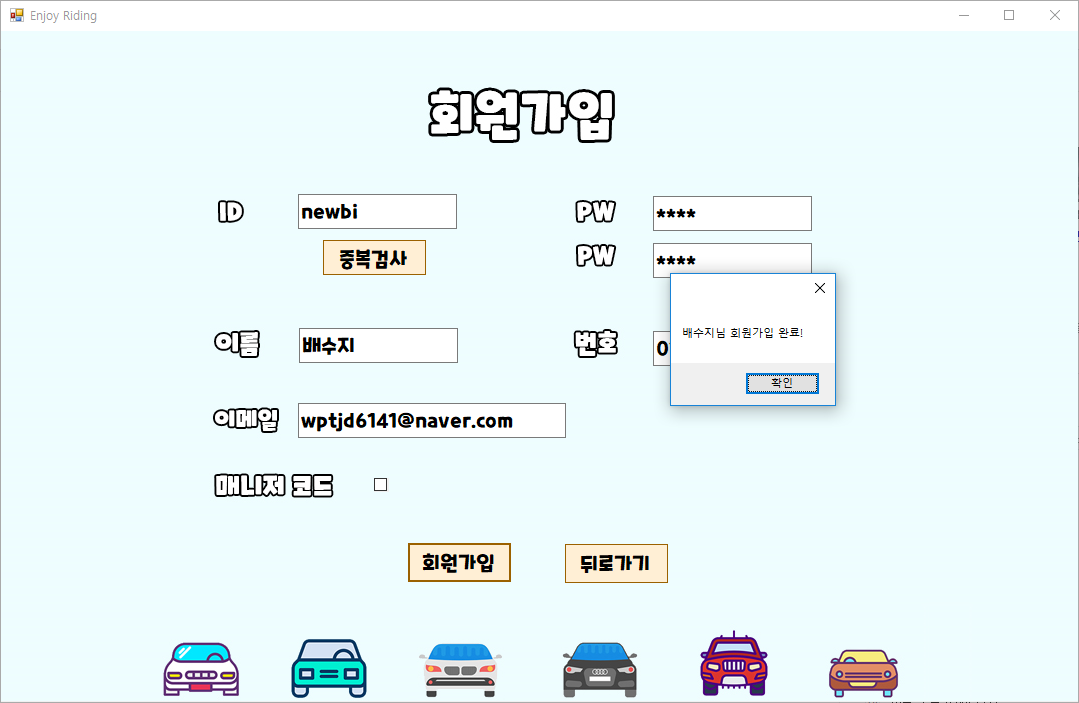 Enjoy Riding
회원가입
ID newbi PW ****
중복검사 PW ****
배수지님 회원가입 완료!
이름 배수지 번호 0
확인
이메일 wptjd6141@naver.com
매니저 코드
회원가입 뒤로가기